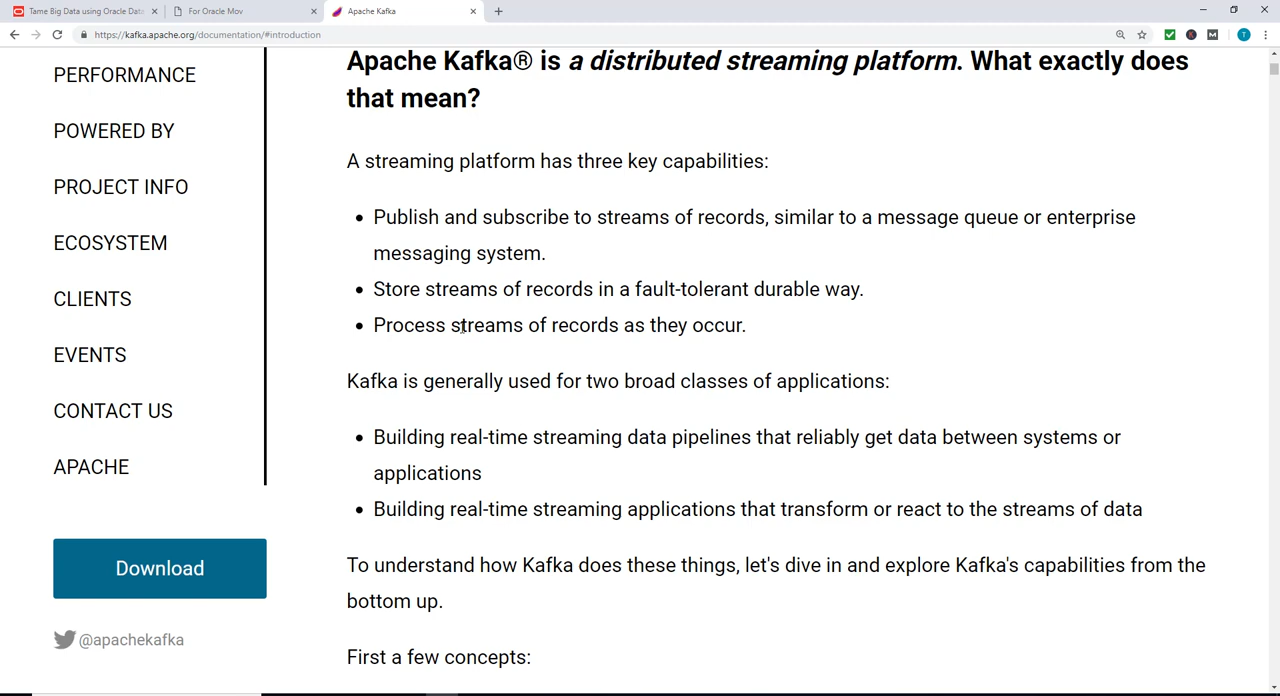 Tame Big Data using Oracle Data
For Oracle Mov
Apache Kafka
https://kafka.apache.org/documentation/#introduction
PERFORMANCE
POWERED BY
PROJECT INFO
ECOSYSTEM
CLIENTS
EVENTS
CONTACT US
APACHE
Download
@apachekafka
Apache Kafka® is a distributed streaming platform. What exactly does
that mean?
A streaming platform has three key capabilities:
• Publish and subscribe to streams of records, similar to a message queue or enterprise
messaging system.
• Store streams of records in a fault-tolerant durable way.
• Process streams of records as they occur.
Kafka is generally used for two broad classes of applications:
• Building real-time streaming data pipelines that reliably get data between systems or
applications
• Building real-time streaming applications that transform or react to the streams of data
To understand how Kafka does these things, let's dive in and explore Kafka's capabilities from the
bottom up.
First a few concepts: